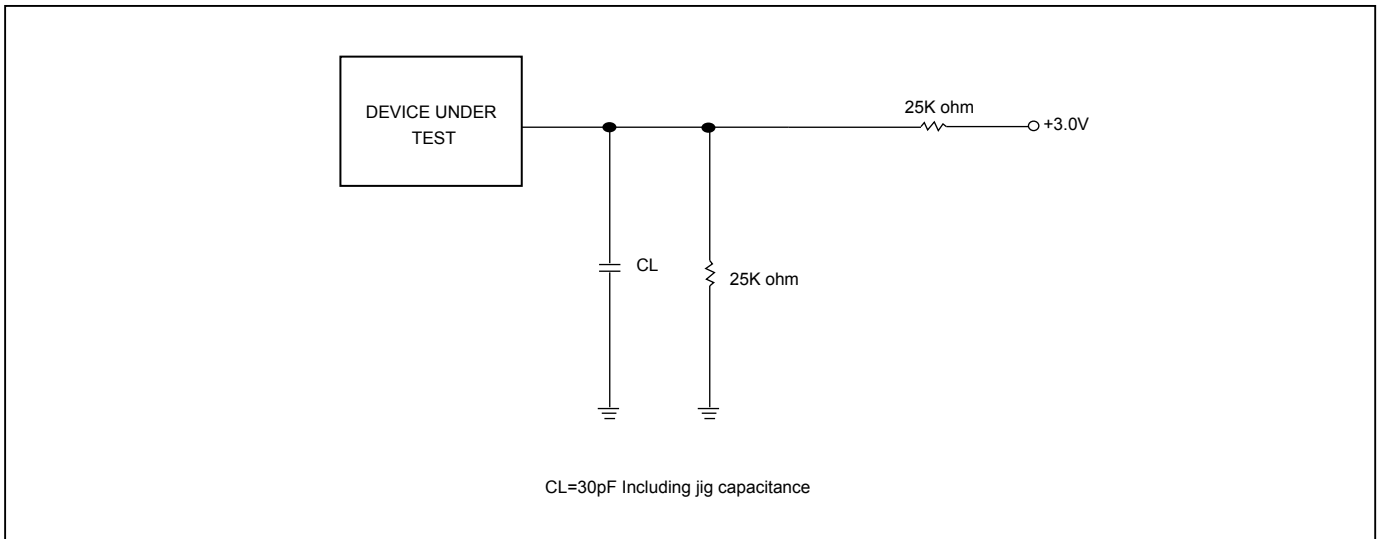 DEVICE UNDER
TEST
25K ohm
+3.0V
CL
25K ohm
CL=30pF Including jig capacitance